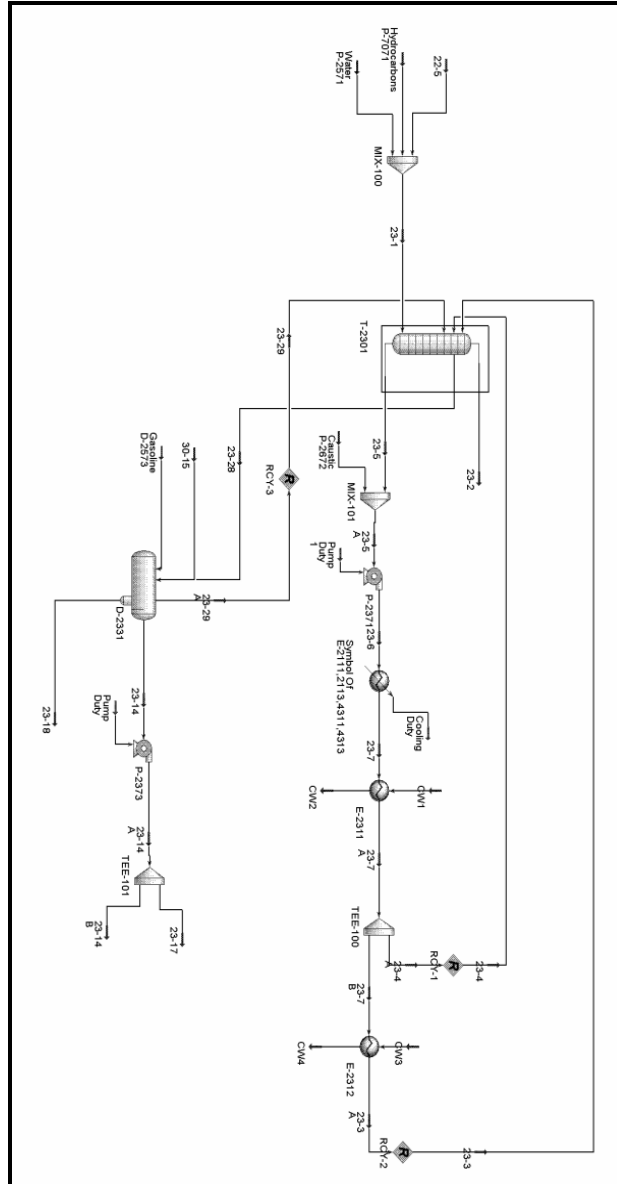 Water
P-2571
Hydrocarbons
P-7071
22-5
MIX-100
23-1
T-2301
23-2
23-5
23-29
23-28
Caustic
P-2672
MIX-101
23-5
A
Pump Duty
1
P-2371
23-6
Symbol Of
E-2111,2113,4311,4313
Cooling
Duty
23-7
CW1
CW2
E-2311
23-7
A
TEE-100
23-4
A
RCY-1
23-4
23-7
B
CW3
CW4
E-2312
23-3
A
RCY-2
23-3
R
R
R
RCY-3
Gasoline
D-2573
30-15
23-29
A
D-2331
23-18
23-14
Pump
Duty
P-2373
23-14
A
TEE-101
23-14
B
23-17